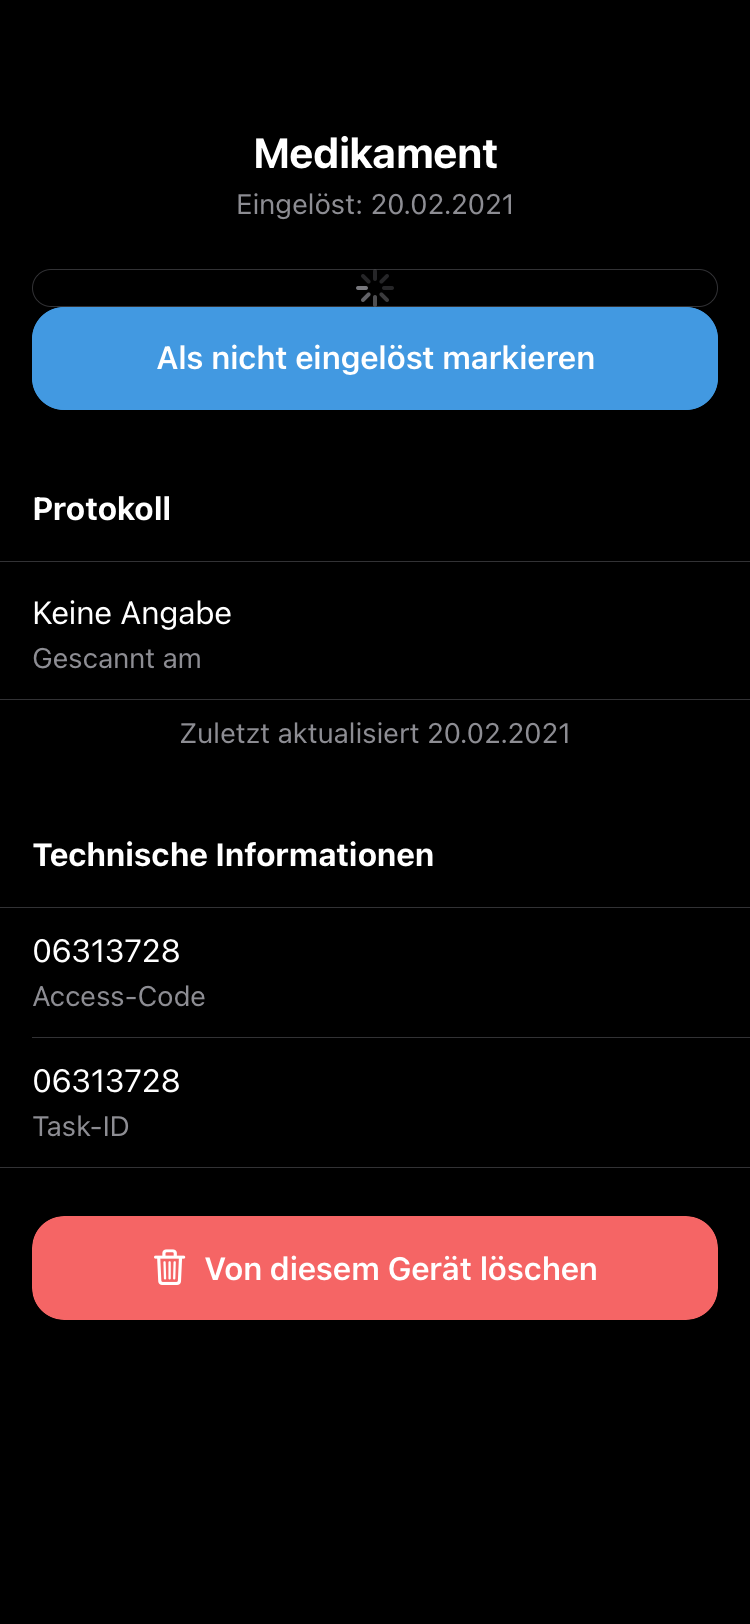 Medikament
Eingelöst: 20.02.2021
Als nicht eingelöst markieren
Protokoll
Keine Angabe
Gescannt am
Zuletzt aktualisiert 20.02.2021
Technische Informationen
06313728
Access-Code
06313728
Task-ID
Von diesem Gerät löschen